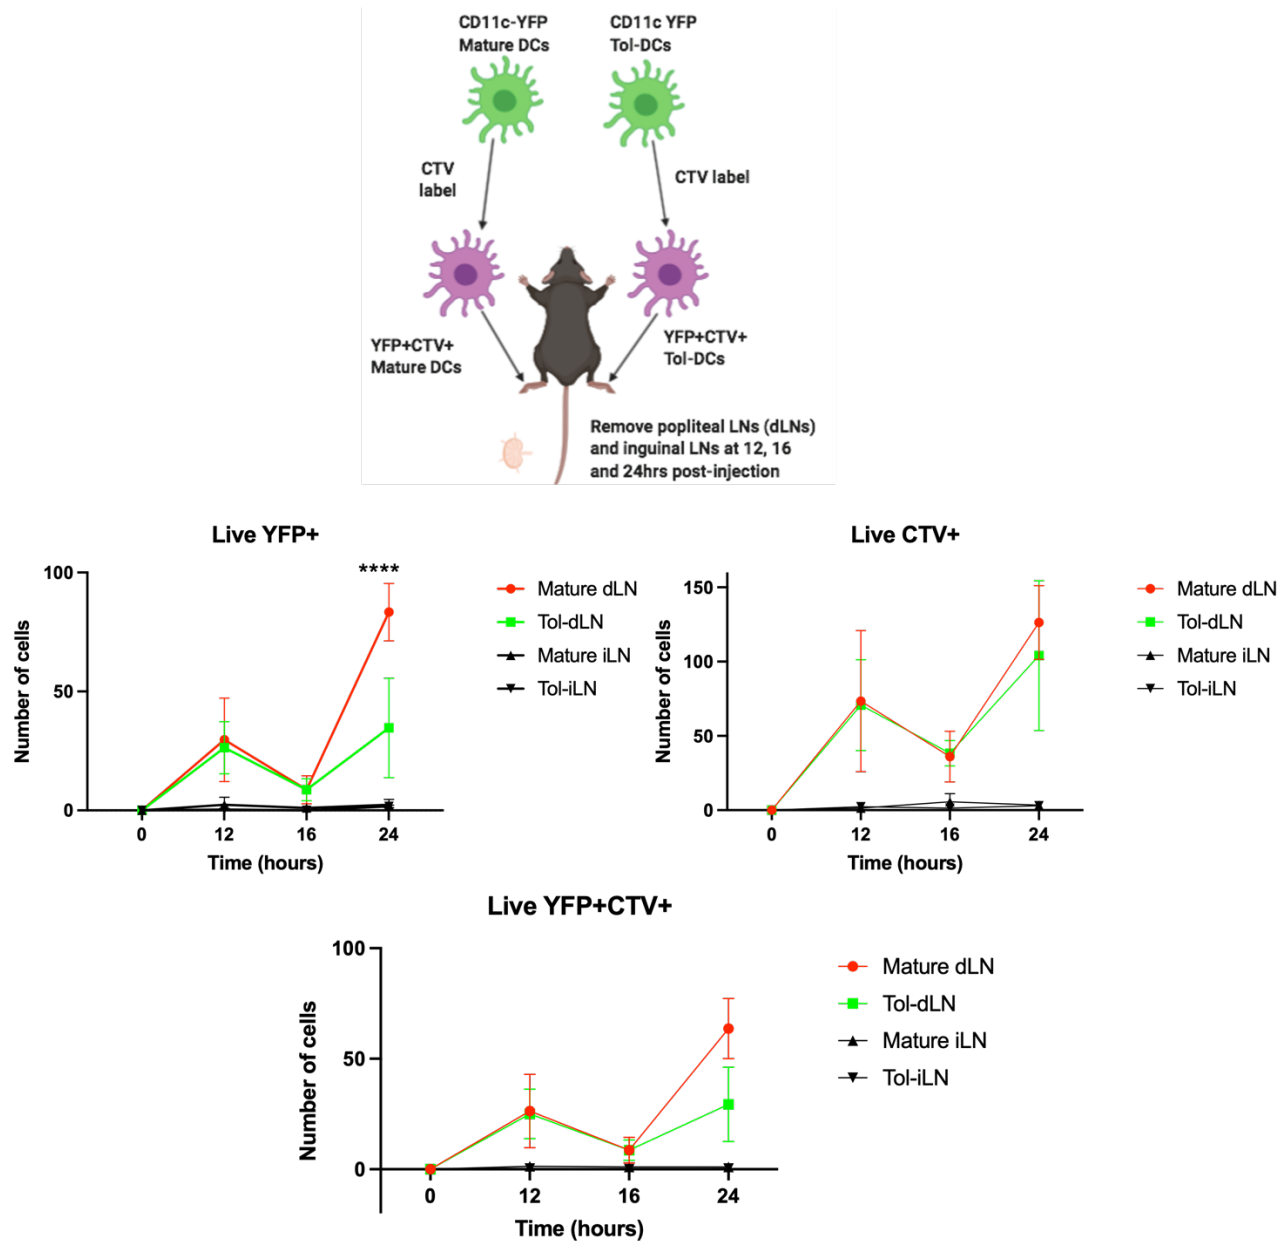 CD11c-YFP
Mature DCs
CD11c YFP
Tol-DCs
CTV
label
CTV label
YFP+CTV+
Mature DCs
YFP+CTV+
Tol-DCs
Remove popliteal LNs (dLNs)
and inguinal LNs at 12, 16
and 24hrs post-injection
Live YFP+
****
100
50
0
Number of cells
0 12 16 24
Time (hours)
Mature dLN
Tol-dLN
Mature iLN
Tol-iLN
Live CTV+
150
100
50
0
Number of cells
0 12 16 24
Time (hours)
Mature dLN
Tol-dLN
Mature iLN
Tol-iLN
Live YFP+CTV+
100
50
0
Number of cells
0 12 16 24
Time (hours)
Mature dLN
Tol-dLN
Mature iLN
Tol-iLN